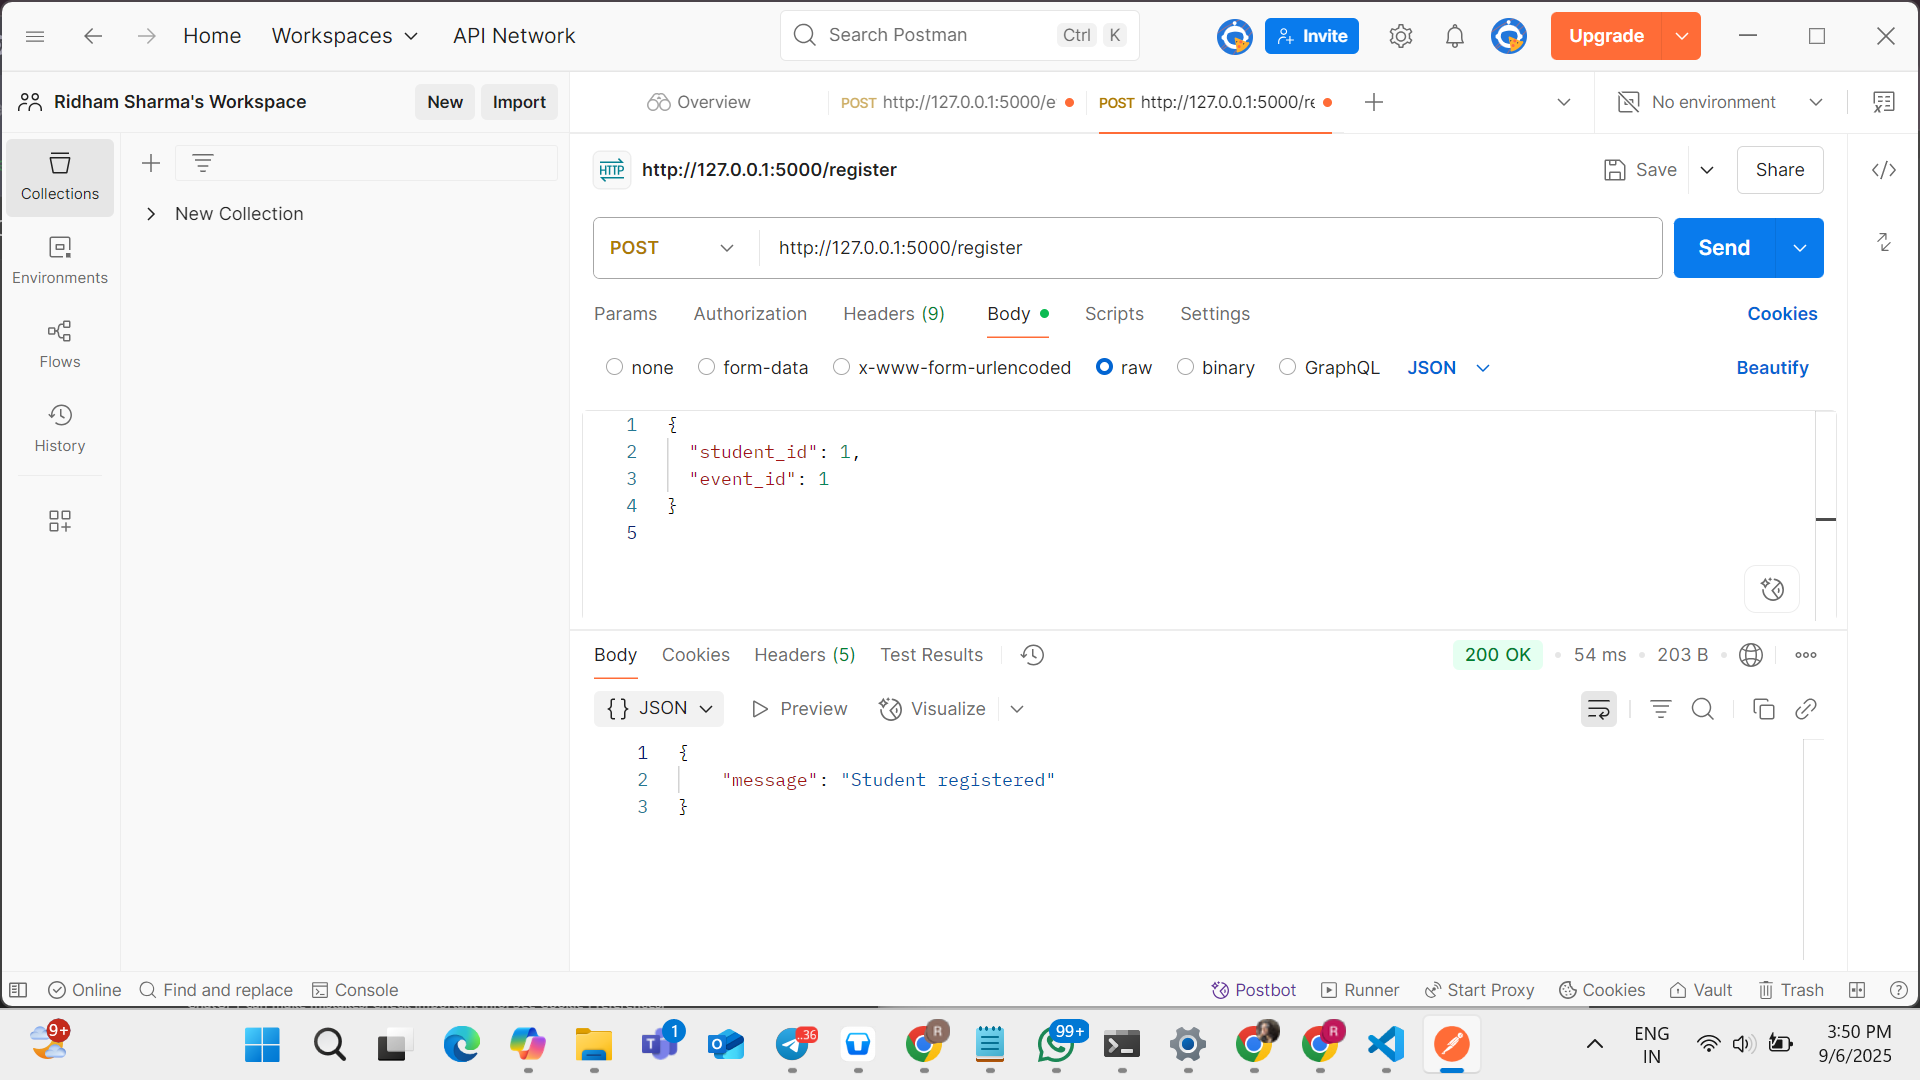 Home
Workspaces
API Network
Search Postman
Ctrl
K
Invite
Upgrade
Ridham Sharma's Workspace
New
Import
Overview
POST http://127.0.0.1:5000/e
POST http://127.0.0.1:5000/re
No environment
Collections
Environments
Flows
History
New Collection
HTTP
http://127.0.0.1:5000/register
Save
Share
POST
http://127.0.0.1:5000/register
Send
Params
Authorization
Headers (9)
Body
Scripts
Settings
Cookies
none
form-data
x-www-form-urlencoded
raw
binary
GraphQL
JSON
Beautify
1 {
2 "student_id": 1,
3 "event_id": 1
4 }
5
Body
Cookies
Headers (5)
Test Results
200 OK
54 ms
203 B
{} JSON
Preview
Visualize
1 {
2 "message": "Student registered"
3 }
Online
Find and replace
Console
Postbot
Runner
Start Proxy
Cookies
Vault
Trash
9+
1
..36
R
99+
R
ENG
IN
3:50 PM
9/6/2025